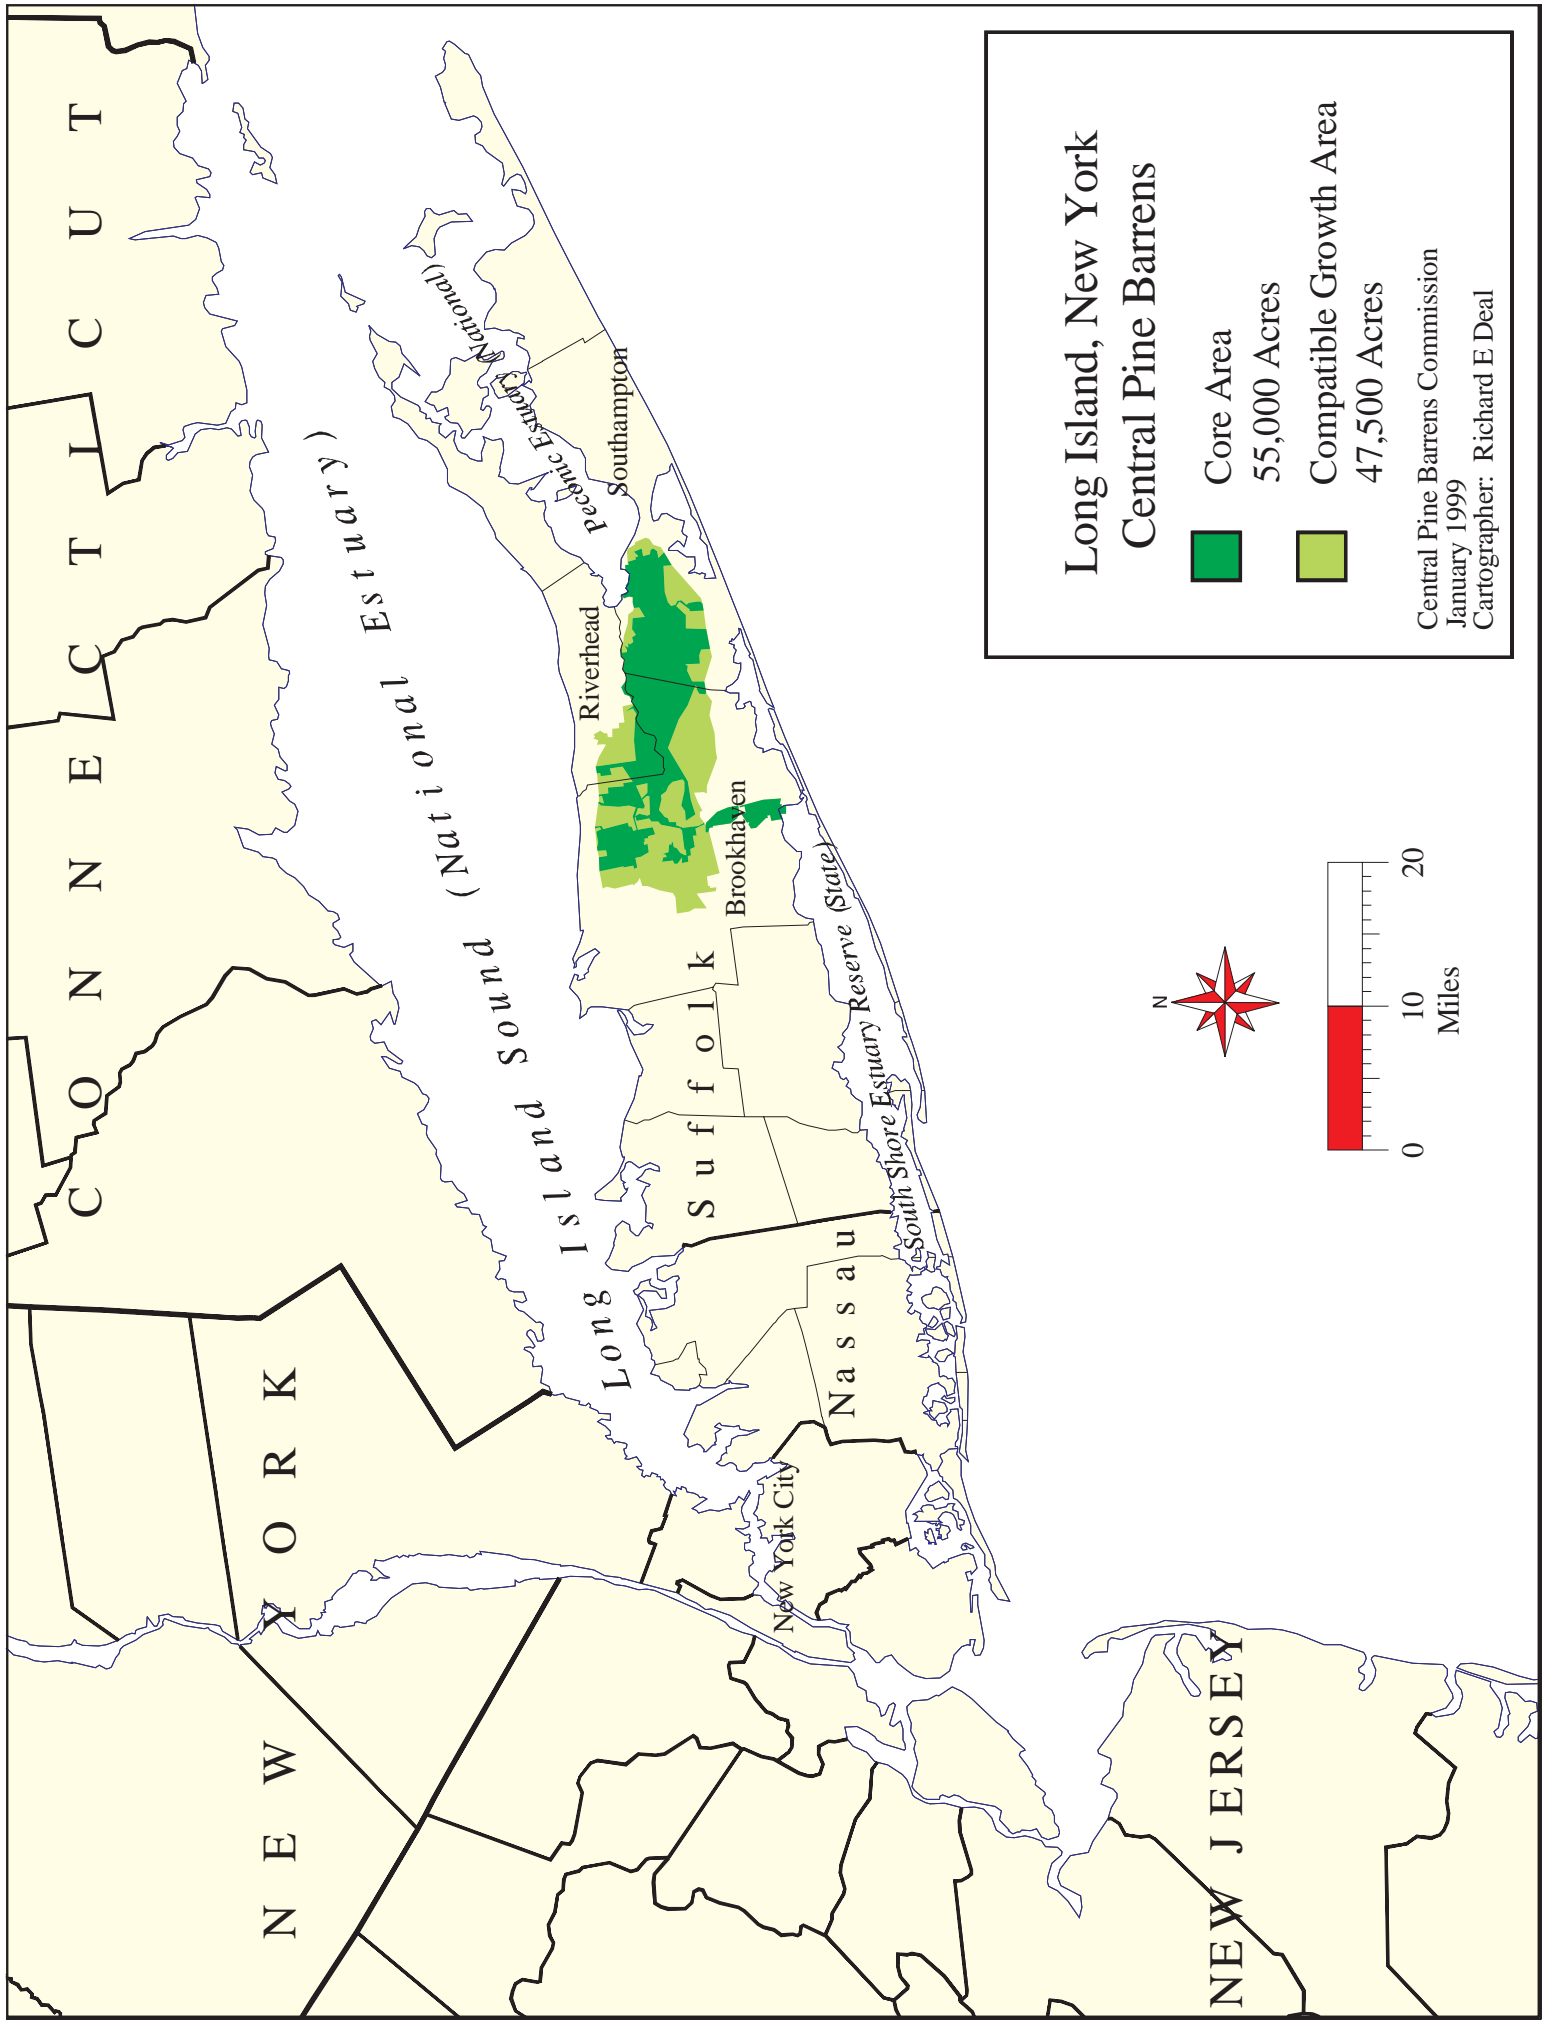 CONNECTICUT
NEW YORK
Long Island Sound (National Estuary)
Peconic Estuary (National)
Southampton
Riverhead
Brookhaven
Suffolk
Nassau
New York City
South Shore Estuary Reserve (State)
NEW JERSEY
N
0 10 20
Miles
Long Island, New York
Central Pine Barrens
Core Area
55,000 Acres
Compatible Growth Area
47,500 Acres
Central Pine Barrens Commission
January 1999
Cartographer: Richard E Deal